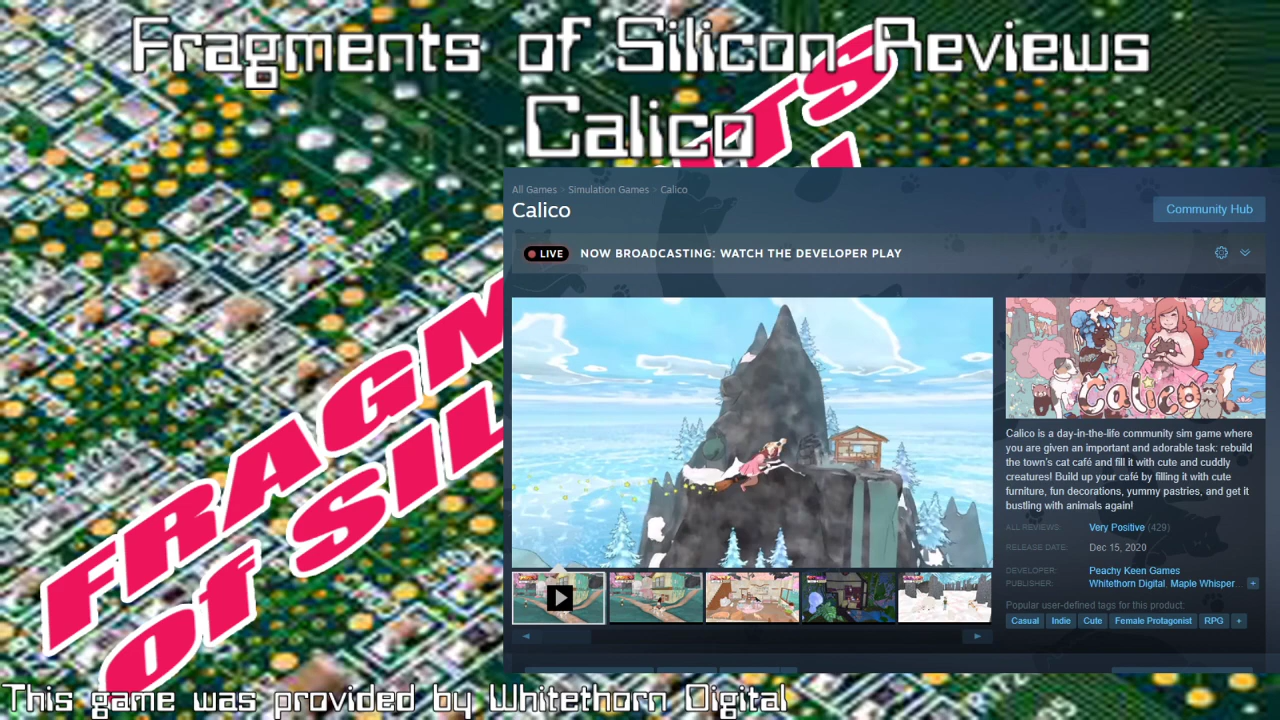 Fragments of Silicon Reviews
Calico
FRAGM
TS
OF SIL
All Games > Simulation Games > Calico
Calico
Community Hub
LIVE
NOW BROADCASTING: WATCH THE DEVELOPER PLAY
Calico
Calico is a day-in-the-life community sim game where
you are given an important and adorable task: rebuild
the town's cat café and fill it with cute and cuddly
creatures! Build up your café by filling it with cute
furniture, fun decorations, yummy pastries, and get it
bustling with animals again!
ALL REVIEWS: Very Positive (429)
RELEASE DATE: Dec 15, 2020
DEVELOPER: Peachy Keen Games
PUBLISHER: Whitethorn Digital Maple Whisper... +
Popular user-defined tags for this product:
Casual Indie Cute Female Protagonist RPG +
This game was provided by Whitethorn Digital